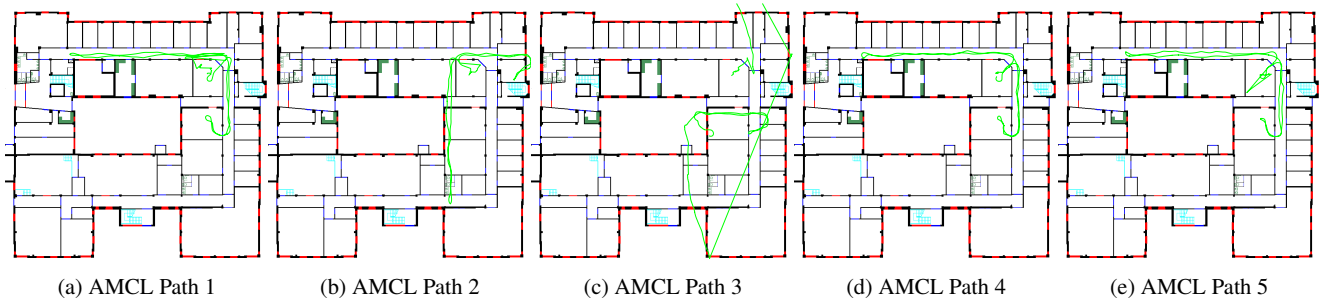 (a) AMCL Path 1
(b) AMCL Path 2
(c) AMCL Path 3
(d) AMCL Path 4
(e) AMCL Path 5